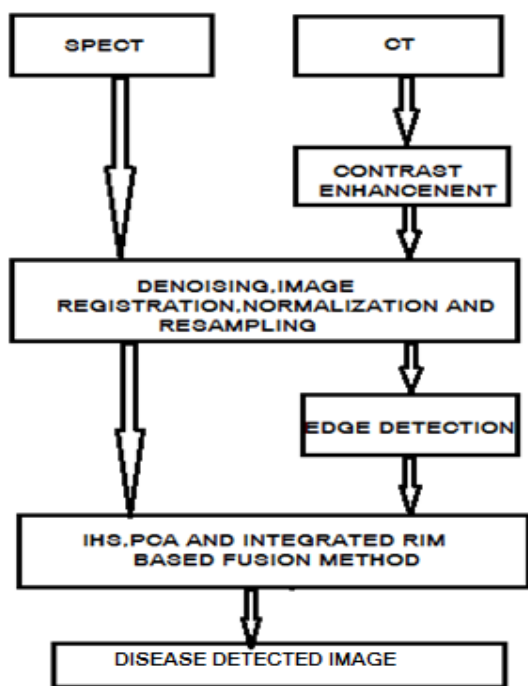 SPECT
CT
CONTRAST
ENHANCENENT
DENOISING,IMAGE
REGISTRATION,NORMALIZATION AND
RESAMPLING
EDGE DETECTION
IHS,PCA AND INTEGRATED RIM
BASED FUSION METHOD
DISEASE DETECTED IMAGE